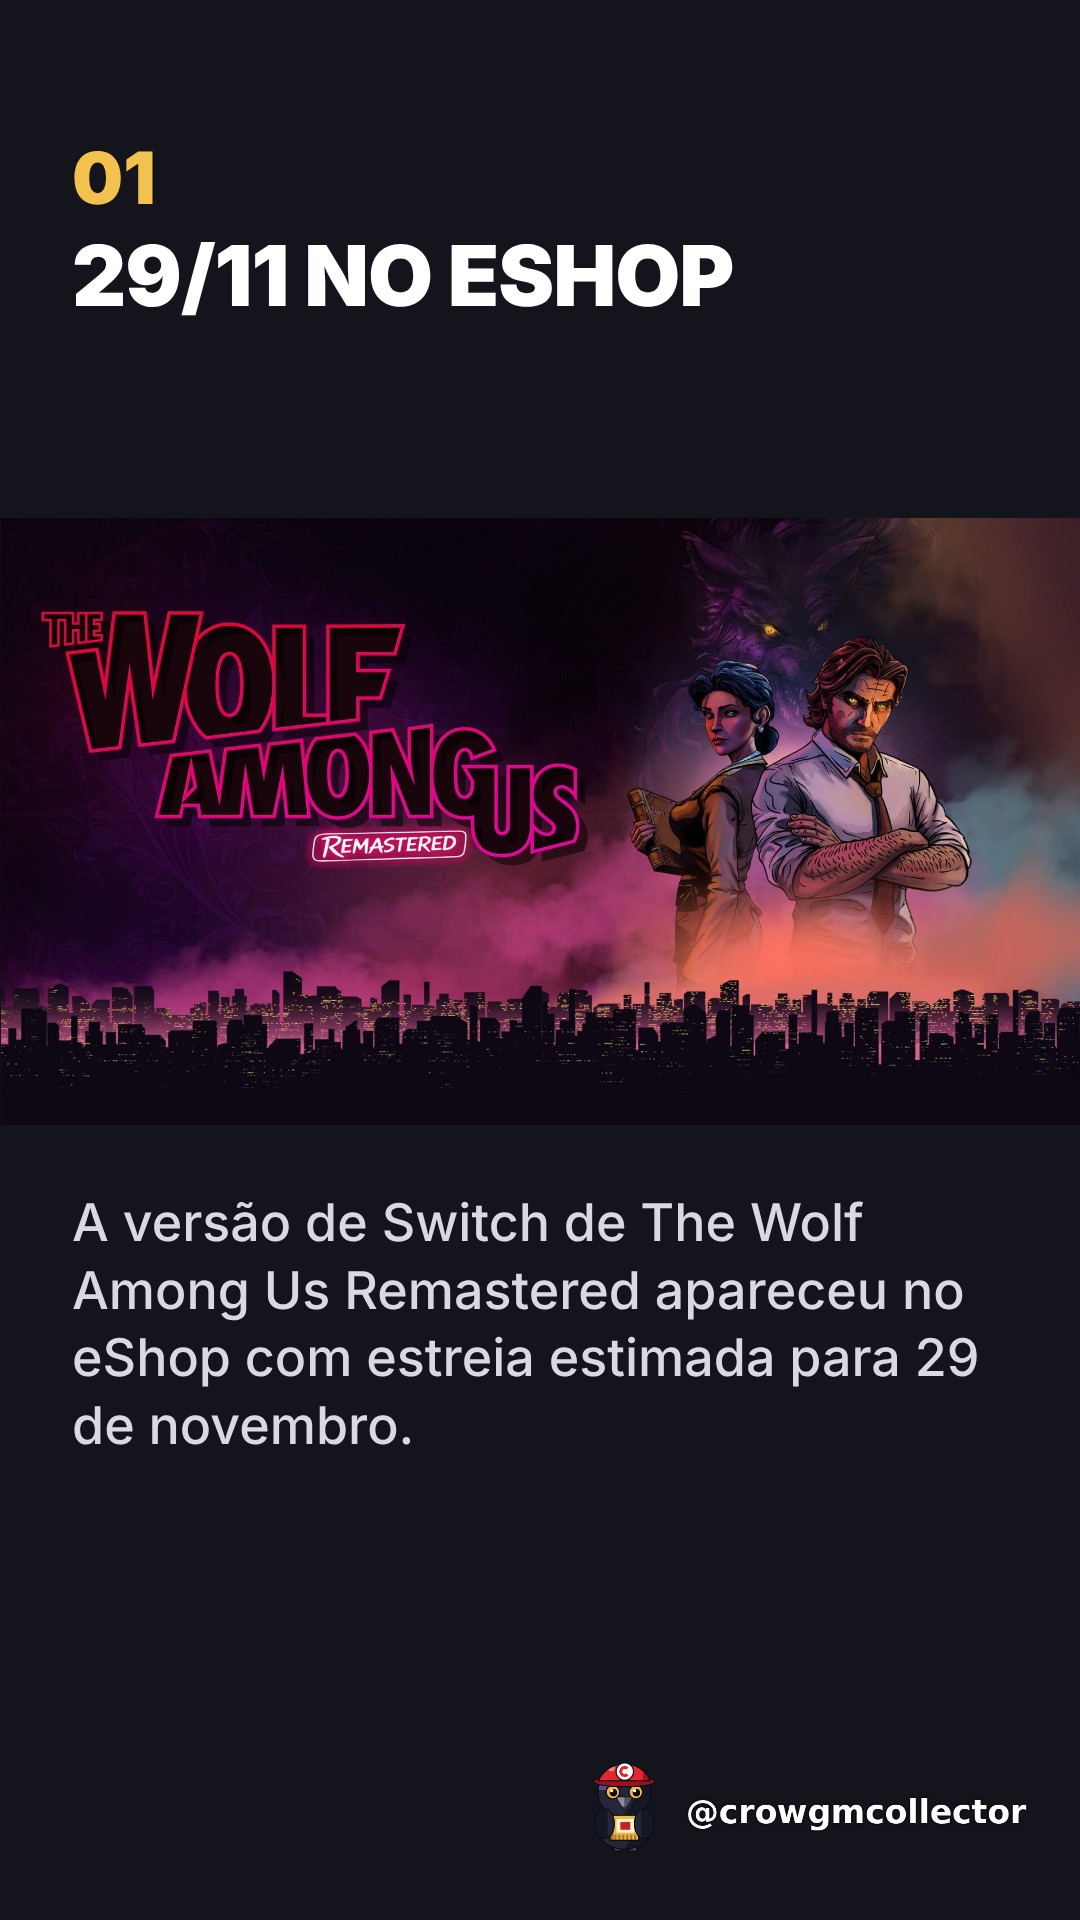 01
29/11 NO ESHOP
THE
WOLF
AMONG US
REMASTERED
A versão de Switch de The Wolf
Among Us Remastered apareceu no
eShop com estreia estimada para 29
de novembro.
C
@crowgmcollector